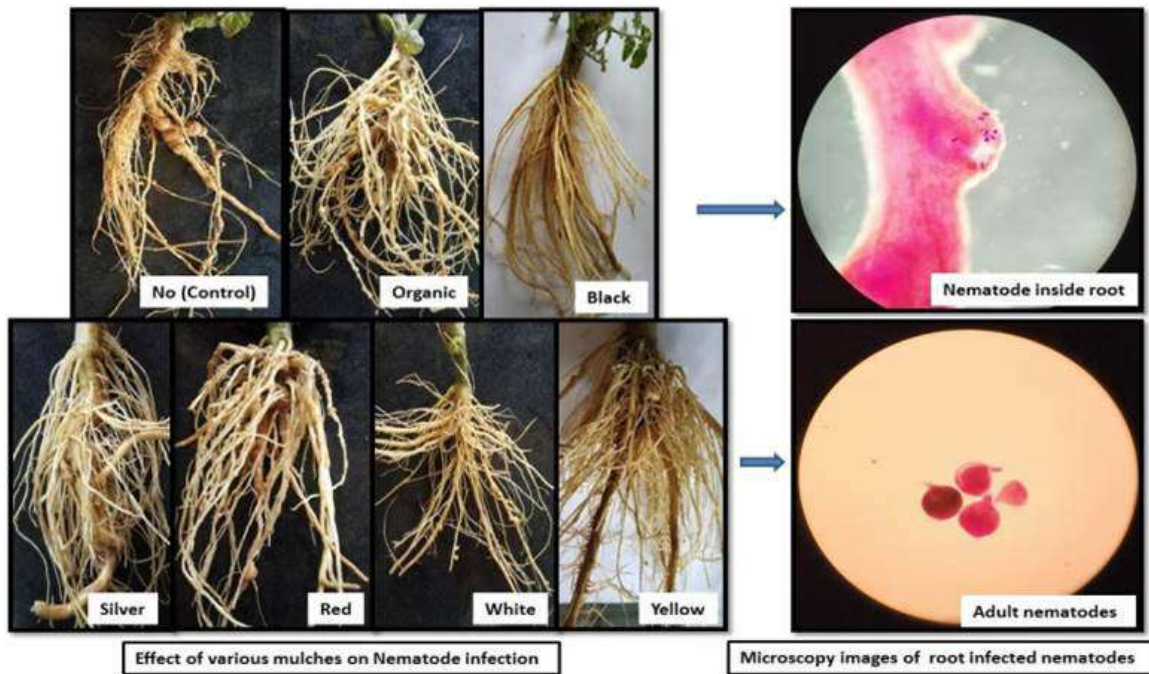 No (Control)
Organic
Black
Nematode inside root
Silver
Red
White
Yellow
Adult nematodes
Effect of various mulches on Nematode infection
Microscopy images of root infected nematodes